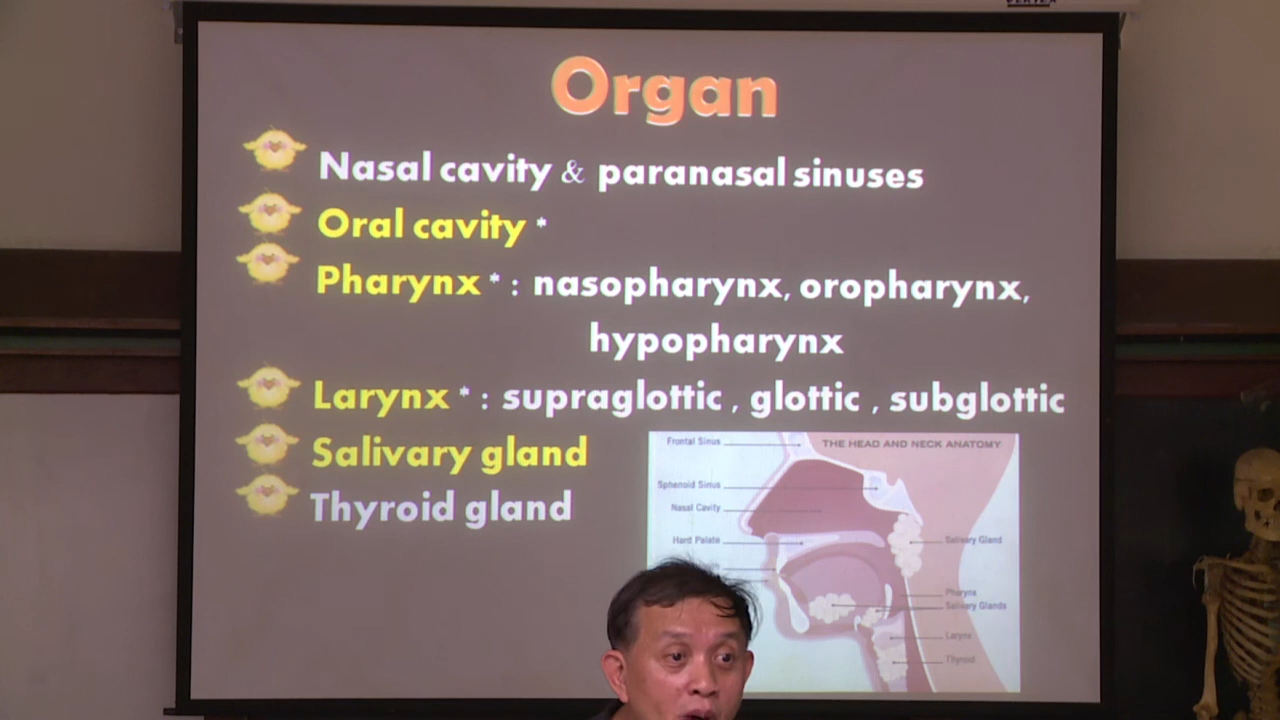 Organ
Nasal cavity & paranasal sinuses
Oral cavity *
Pharynx * : nasopharynx, oropharynx,
hypopharynx
Larynx * : supraglottic , glottic , subglottic
Salivary gland
Thyroid gland
THE HEAD AND NECK ANATOMY
Frontal Sinus
Sphenoid Sinus
Nasal Cavity
Hard Palate
Salivary Gland
Pharynx
Salivary Glands
Larynx
Thyroid